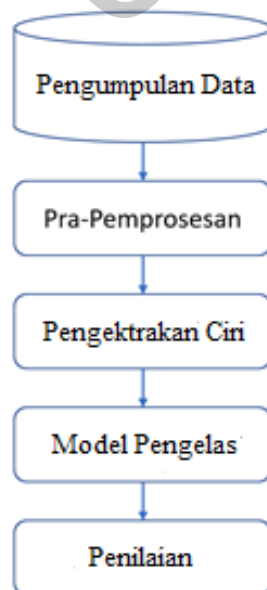 Pengumpulan Data
Pra-Pemprosesan
Pengektrakan Ciri
Model Pengelas
Penilaian